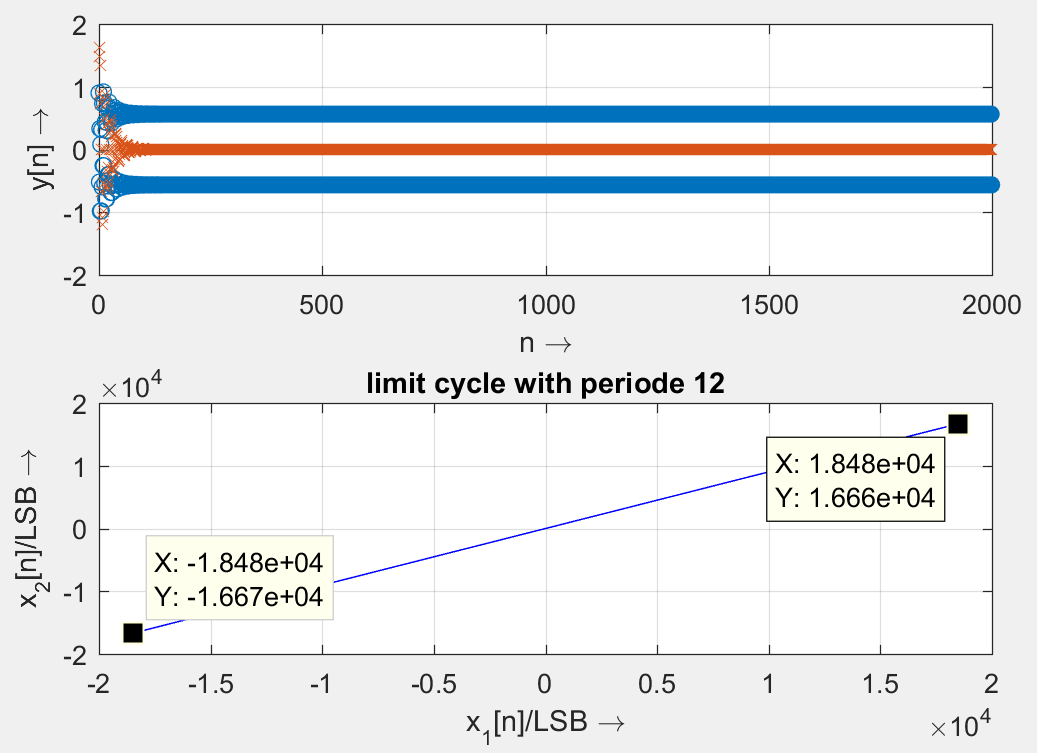 2
1
0
-1
-2
y[n] →
0
500
1000
1500
2000
n →
limit cycle with periode 12
×10⁴
2
1
0
-1
-2
x₂[n]/LSB →
X: 1.848e+04
Y: 1.666e+04
X: -1.848e+04
Y: -1.667e+04
-2
-1.5
-1
-0.5
0
0.5
1
1.5
2
x₁[n]/LSB →
×10⁴